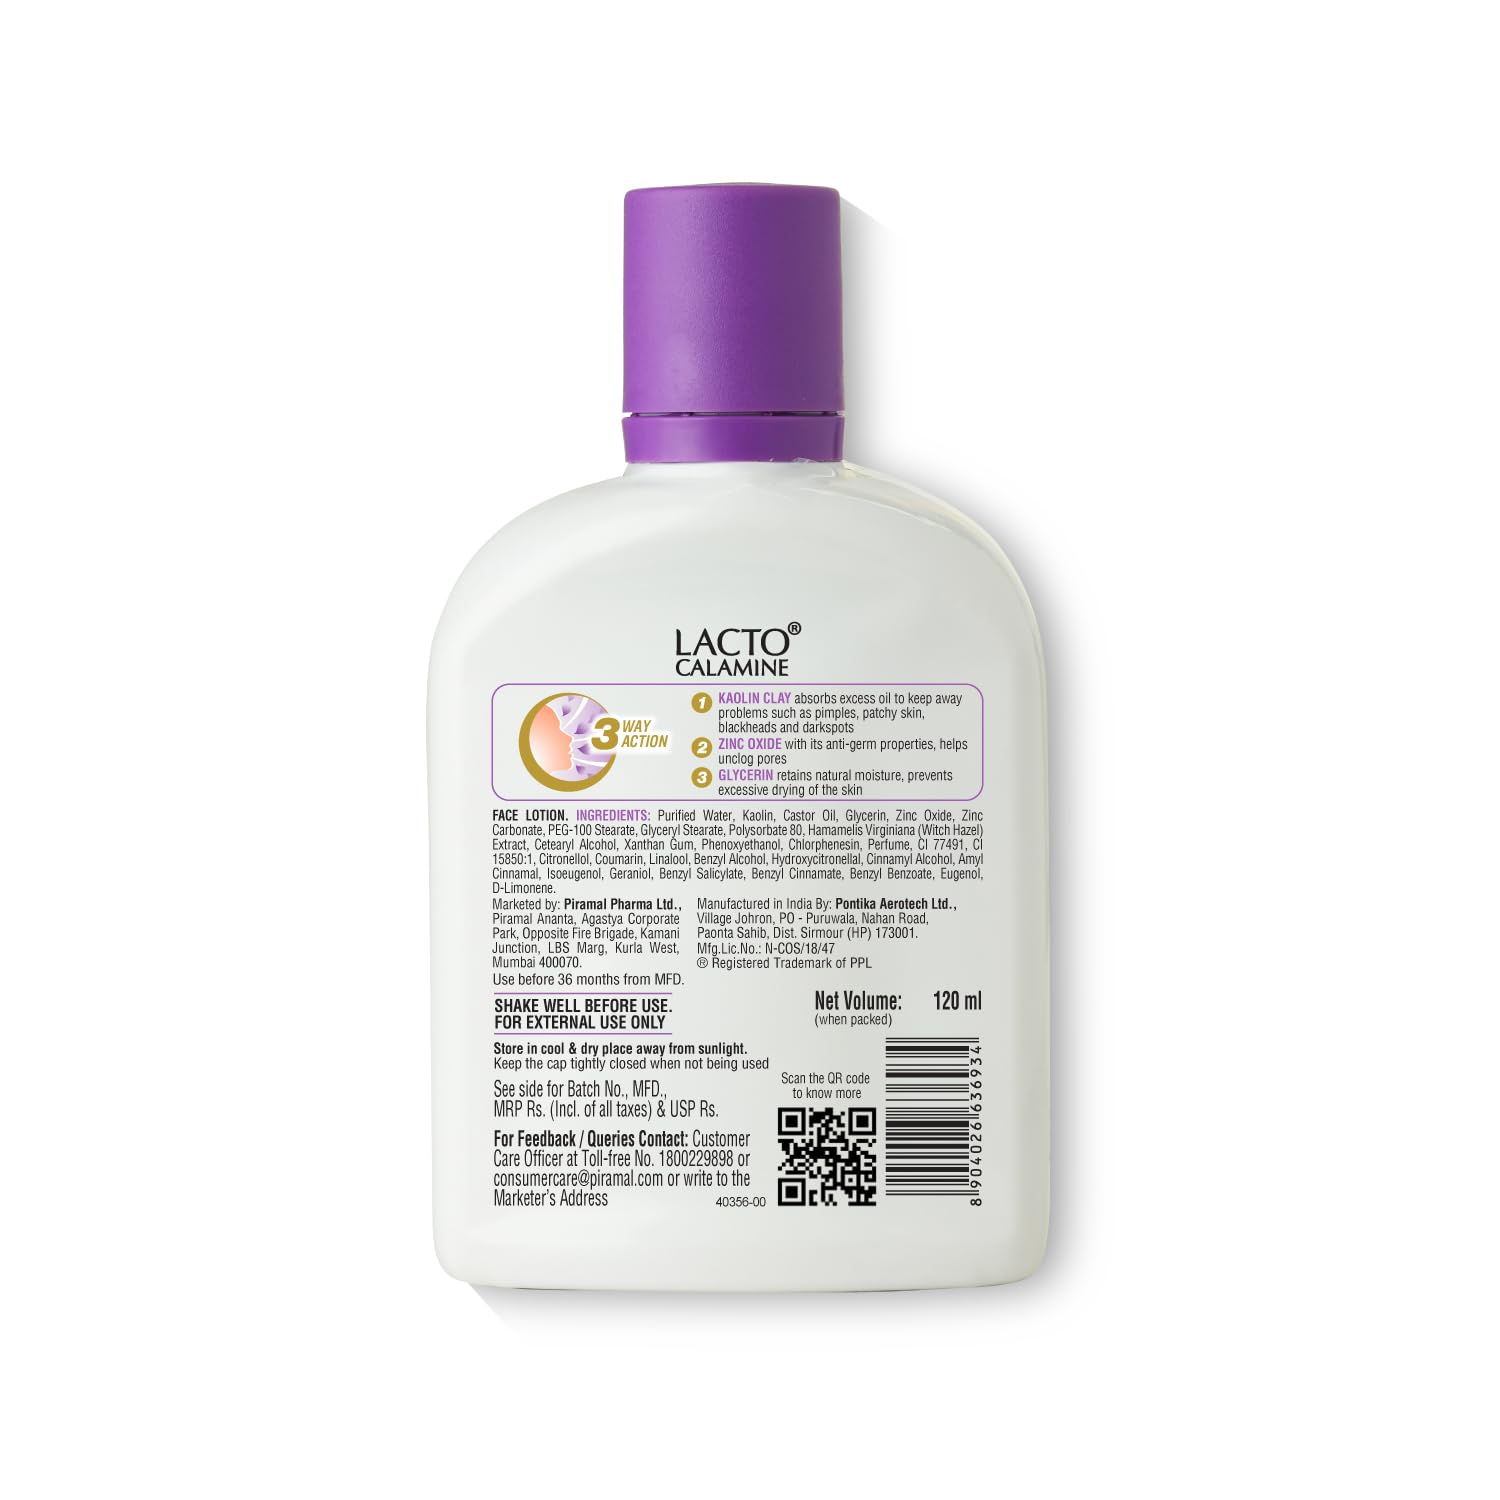 LACTO®
CALAMINE
3 WAY
ACTION
1 KAOLIN CLAY absorbs excess oil to keep away
problems such as pimples, patchy skin,
blackheads and darkspots
2 ZINC OXIDE with its anti-germ properties, helps
unclog pores
3 GLYCERIN retains natural moisture, prevents
excessive drying of the skin
FACE LOTION. INGREDIENTS: Purified Water, Kaolin, Castor Oil, Glycerin, Zinc Oxide, Zinc
Carbonate, PEG-100 Stearate, Glyceryl Stearate, Polysorbate 80, Hamamelis Virginiana (Witch Hazel)
Extract, Cetearyl Alcohol, Xanthan Gum, Phenoxyethanol, Chlorphenesin, Perfume, CI 77491, CI
15850:1, Citronellol, Coumarin, Linalool, Benzyl Alcohol, Hydroxycitronellal, Cinnamyl Alcohol, Amyl
Cinnamal, Isoeugenol, Geraniol, Benzyl Salicylate, Benzyl Cinnamate, Benzyl Benzoate, Eugenol,
D-Limonene.
Marketed by: Piramal Pharma Ltd.,
Piramal Ananta, Agastya Corporate
Park, Opposite Fire Brigade, Kamani
Junction, LBS Marg, Kurla West,
Mumbai 400070.
Manufactured in India By: Pontika Aerotech Ltd.,
Village Johron, PO - Puruwala, Nahan Road,
Paonta Sahib, Dist. Sirmour (HP) 173001.
Mfg.Lic.No.: N-COS/18/47
® Registered Trademark of PPL
Use before 36 months from MFD.
SHAKE WELL BEFORE USE.
FOR EXTERNAL USE ONLY
Net Volume: 120 ml
(when packed)
Store in cool & dry place away from sunlight.
Keep the cap tightly closed when not being used
See side for Batch No., MFD.,
MRP Rs. (Incl. of all taxes) & USP Rs.
For Feedback / Queries Contact: Customer
Care Officer at Toll-free No. 1800229898 or
consumercare@piramal.com or write to the
Marketer's Address
40356-00
Scan the QR code
to know more
8 904026 636934